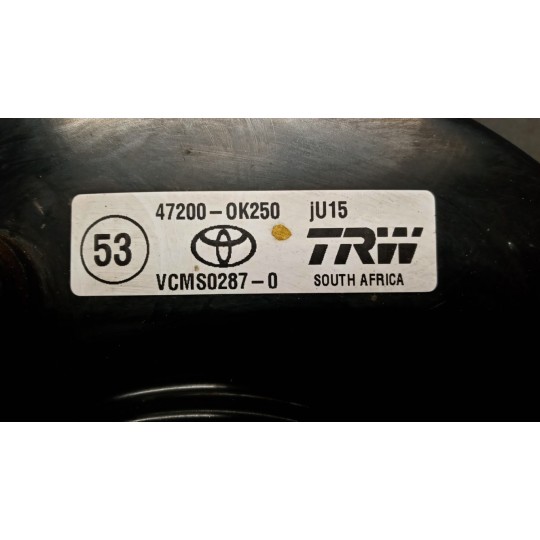 47200-0K250 jU15
53
TRW
VCMS0287-0 SOUTH AFRICA